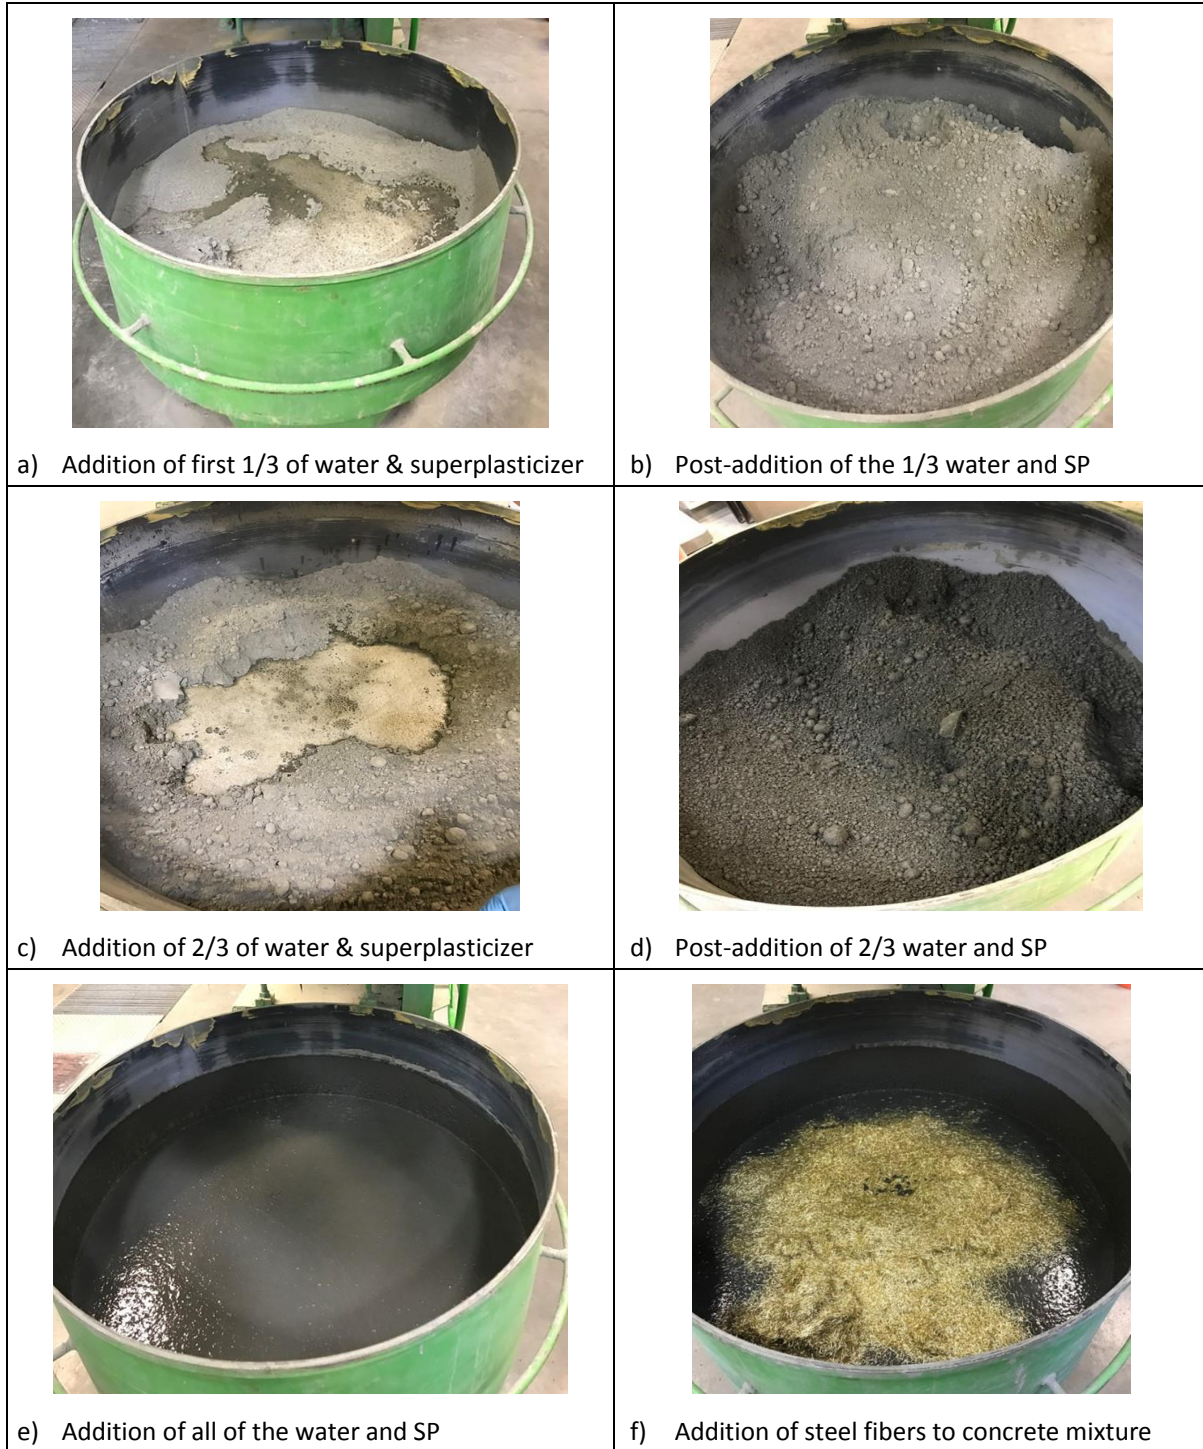 a) Addition of first 1/3 of water & superplasticizer
b) Post-addition of the 1/3 water and SP
c) Addition of 2/3 of water & superplasticizer
d) Post-addition of 2/3 water and SP
e) Addition of all of the water and SP
f) Addition of steel fibers to concrete mixture